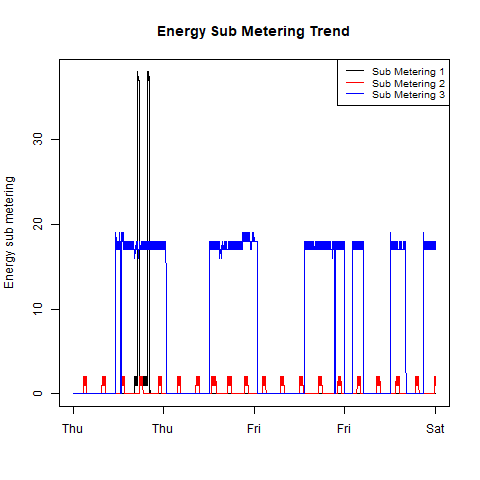 Energy Sub Metering Trend
Sub Metering 1
Sub Metering 2
Sub Metering 3
Energy sub metering
30
20
10
0
Thu Thu Fri Fri Sat